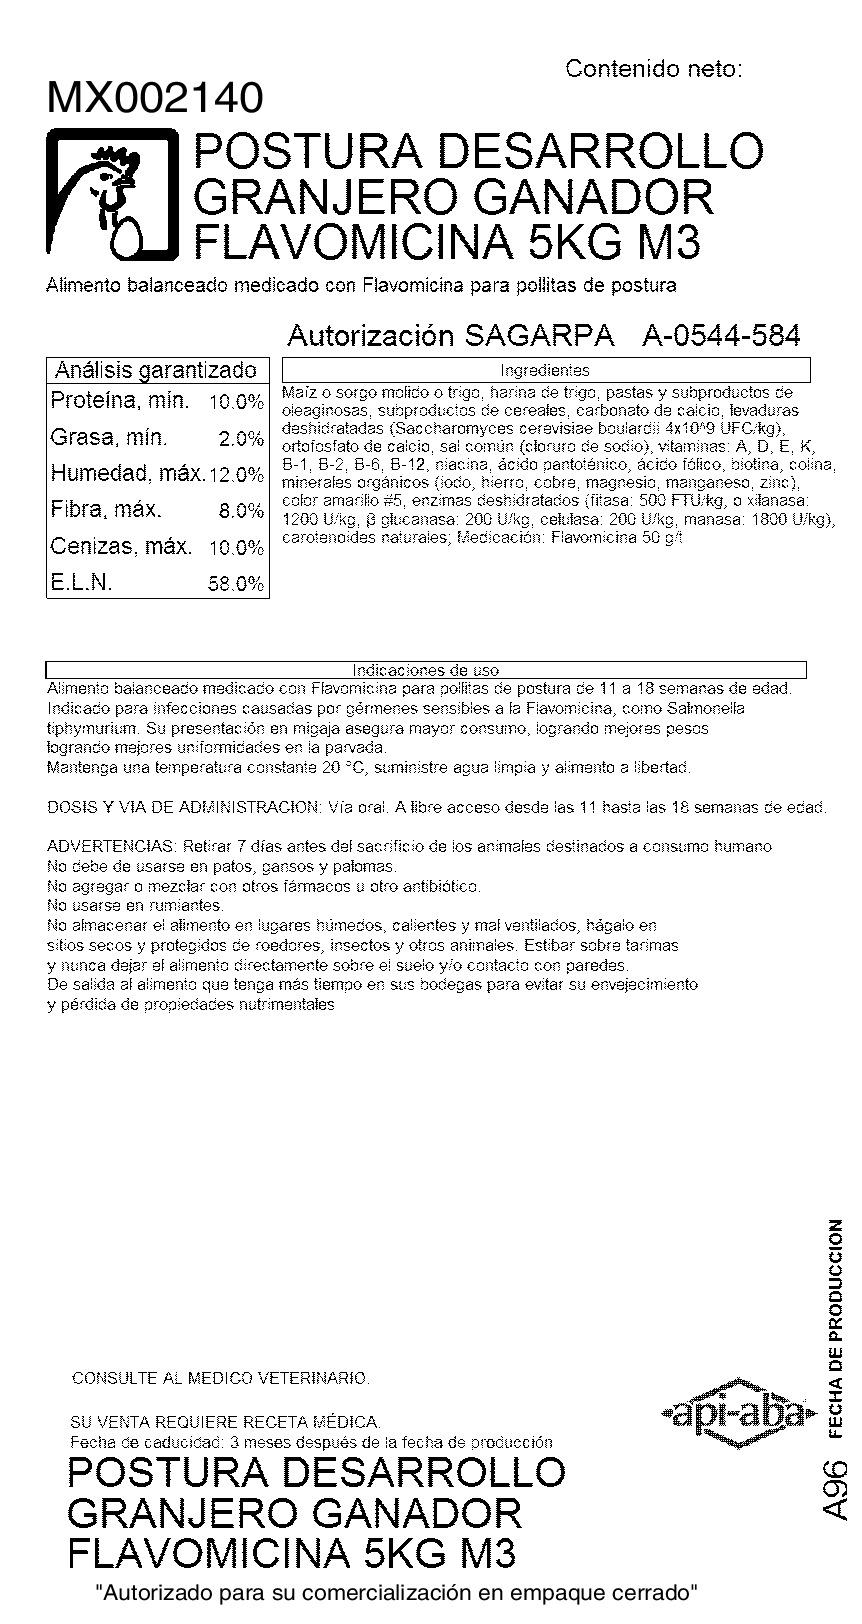 Contenido neto:
MX002140
POSTURA DESARROLLO
GRANJERO GANADOR
FLAVOMICINA 5KG M3
Alimento balanceado medicado con Flavomicina para pollitas de postura
Autorización SAGARPA A-0544-584
Análisis garantizado
Proteína, mín. 10.0%
Grasa, mín. 2.0%
Humedad, máx. 12.0%
Fibra, máx. 8.0%
Cenizas, máx. 10.0%
E.L.N. 58.0%
Ingredientes
Maíz o sorgo molido o trigo, harina de trigo, pastas y subproductos de
oleaginosas, subproductos de cereales, carbonato de calcio, levaduras
deshidratadas (Saccharomyces cerevisiae boulardii 4x10^9 UFC/kg),
ortofosfato de calcio, sal común (cloruro de sodio), vitaminas: A, D, E, K,
B-1, B-2, B-6, B-12, niacina, ácido pantoténico, ácido fólico, biotina, colina,
minerales orgánicos (iodo, hierro, cobre, magnesio, manganeso, zinc),
color amarillo #5, enzimas deshidratados (fitasa: 500 FTU/kg, o xilanasa:
1200 U/kg, β glucanasa: 200 U/kg, celulasa: 200 U/kg, manasa: 1800 U/kg),
carotenoides naturales; Medicación: Flavomicina 50 g/t
Indicaciones de uso
Alimento balanceado medicado con Flavomicina para pollitas de postura de 11 a 18 semanas de edad.
Indicado para infecciones causadas por gérmenes sensibles a la Flavomicina, como Salmonella
tiphymurium. Su presentación en migaja asegura mayor consumo, logrando mejores pesos
logrando mejores uniformidades en la parvada.
Mantenga una temperatura constante 20 °C, suministre agua limpia y alimento a libertad.
DOSIS Y VIA DE ADMINISTRACION: Vía oral. A libre acceso desde las 11 hasta las 18 semanas de edad.
ADVERTENCIAS: Retirar 7 días antes del sacrificio de los animales destinados a consumo humano
No debe de usarse en patos, gansos y palomas.
No agregar o mezclar con otros fármacos u otro antibiótico.
No usarse en rumiantes.
No almacenar el alimento en lugares húmedos, calientes y mal ventilados, hágalo en
sitios secos y protegidos de roedores, insectos y otros animales. Estibar sobre tarimas
y nunca dejar el alimento directamente sobre el suelo y/o contacto con paredes.
De salida al alimento que tenga más tiempo en sus bodegas para evitar su envejecimiento
y pérdida de propiedades nutrimentales
CONSULTE AL MEDICO VETERINARIO.
SU VENTA REQUIERE RECETA MÉDICA.
Fecha de caducidad: 3 meses después de la fecha de producción
api-aba
A96 FECHA DE PRODUCCION
POSTURA DESARROLLO
GRANJERO GANADOR
FLAVOMICINA 5KG M3
"Autorizado para su comercialización en empaque cerrado"